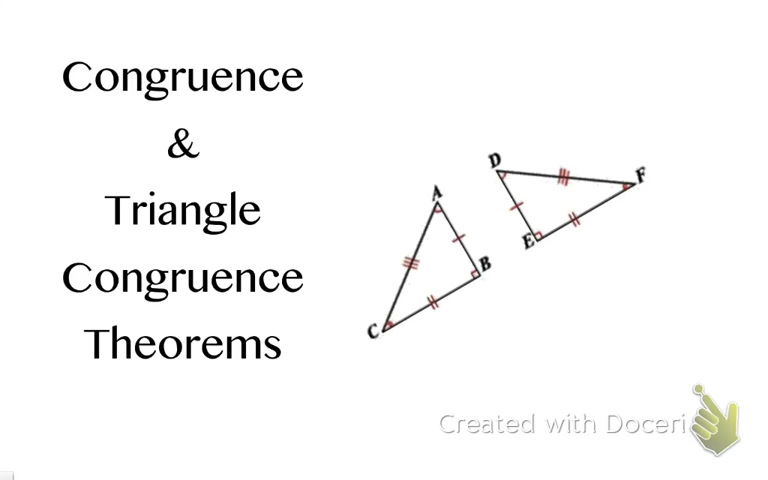 Congruence
&
Triangle
Congruence
Theorems
A
B
C
D
E
F
Created with Doceri